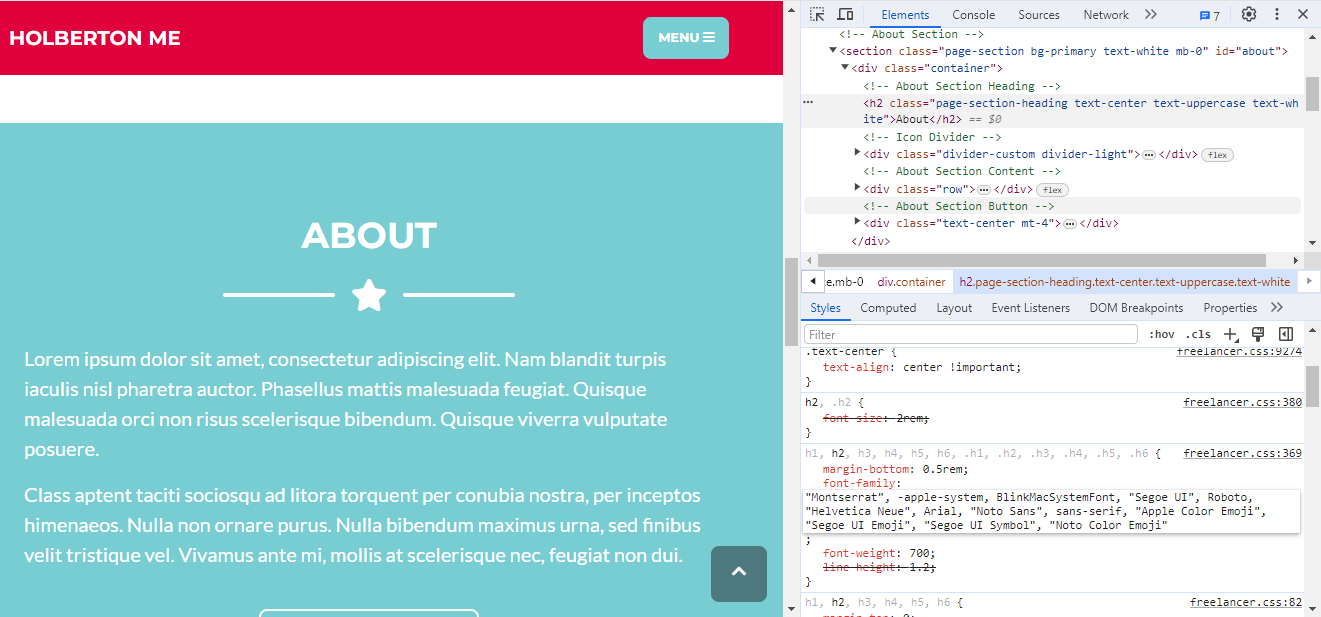 HOLBERTON ME
MENU
ABOUT
Lorem ipsum dolor sit amet, consectetur adipiscing elit. Nam blandit turpis
iaculis nisl pharetra auctor. Phasellus mattis malesuada feugiat. Quisque
malesuada orci non risus scelerisque bibendum. Quisque viverra vulputate
posuere.
Class aptent taciti sociosqu ad litora torquent per conubia nostra, per inceptos
himenaeos. Nulla non ornare purus. Nulla bibendum maximus urna, sed finibus
velit tristique vel. Vivamus ante mi, mollis at scelerisque nec, feugiat non dui.
Elements Console Sources Network 7
<!-- About Section -->
<section class="page-section bg-primary text-white mb-0" id="about">
<div class="container">
<!-- About Section Heading -->
<h2 class="page-section-heading text-center text-uppercase text-wh
ite">About</h2> == $0
<!-- Icon Divider -->
<div class="divider-custom divider-light">…</div> flex
<!-- About Section Content -->
<div class="row">…</div> flex
<!-- About Section Button -->
<div class="text-center mt-4">…</div>
</div>
e.mb-0 div.container h2.page-section-heading.text-center.text-uppercase.text-white
Styles Computed Layout Event Listeners DOM Breakpoints Properties
Filter :hov .cls
.text-center { freelancer.css:9274
text-align: center !important;
}
h2, .h2 { freelancer.css:380
font-size: 2rem;
}
h1, h2, h3, h4, h5, h6, .h1, .h2, .h3, .h4, .h5, .h6 { freelancer.css:369
margin-bottom: 0.5rem;
font-family:
"Montserrat", -apple-system, BlinkMacSystemFont, "Segoe UI", Roboto,
"Helvetica Neue", Arial, "Noto Sans", sans-serif, "Apple Color Emoji",
"Segoe UI Emoji", "Segoe UI Symbol", "Noto Color Emoji"
;
font-weight: 700;
line-height: 1.2;
}
h1, h2, h3, h4, h5, h6 { freelancer.css:82
margin-top: 0;